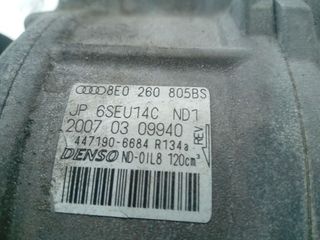 8E0 260 805BS
JP 6SEU14C ND1
2007 03 09940 REV
447190-6684 R134a
DENSO ND-OIL8 120cm³